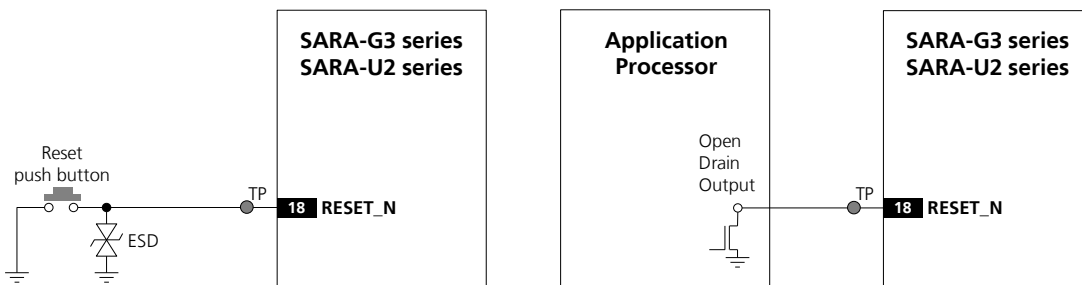 SARA-G3 series
SARA-U2 series
Reset
push button
TP
18 RESET_N
ESD
Application
Processor
Open
Drain
Output
SARA-G3 series
SARA-U2 series
TP
18 RESET_N